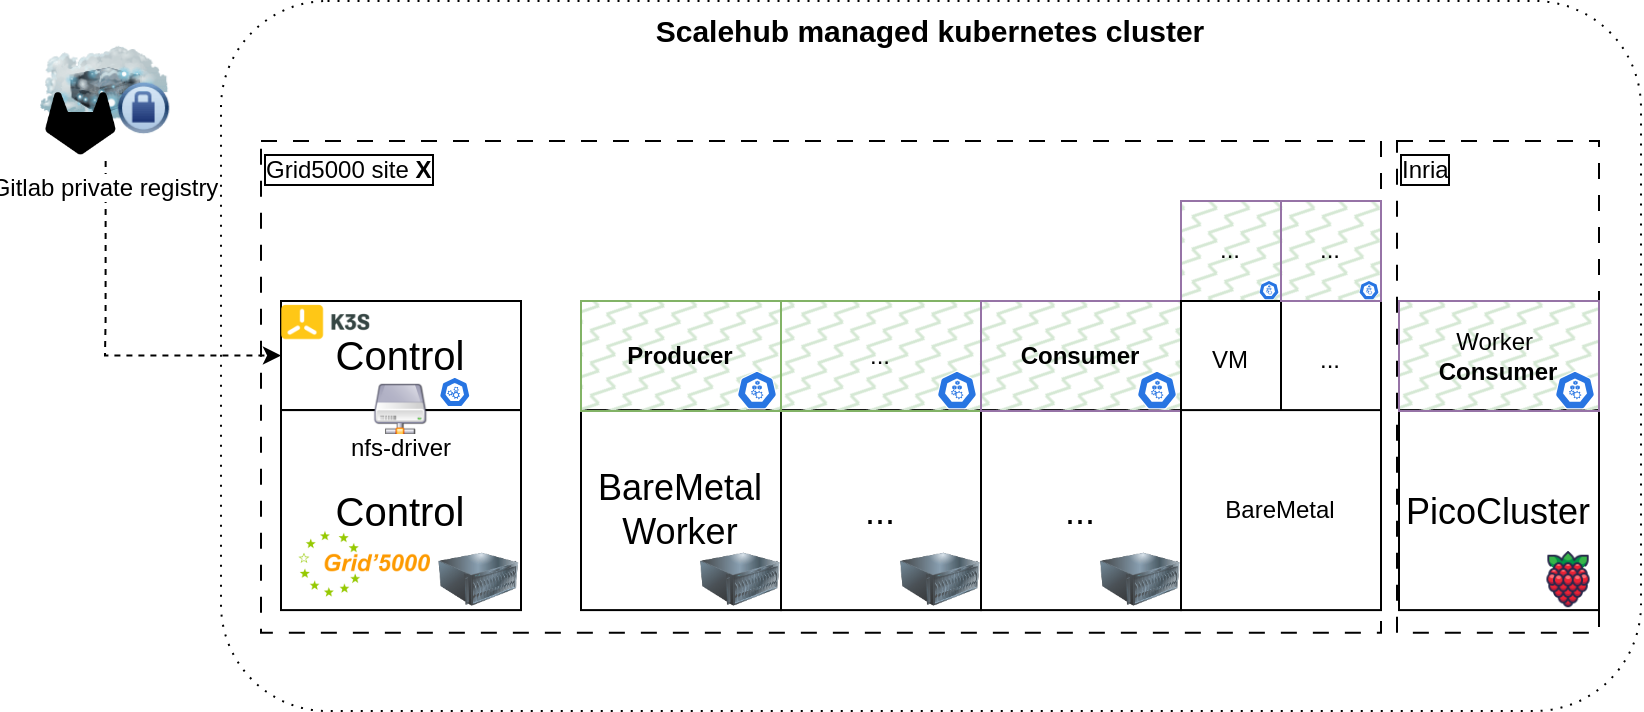 Scalehub managed kubernetes cluster
Gitlab private registry
Grid5000 site X
Inria
...
...
K3S
Control
Producer
...
Consumer
VM
...
Worker
Consumer
nfs-driver
Control
Grid'5000
BareMetal
Worker
...
...
BareMetal
PicoCluster